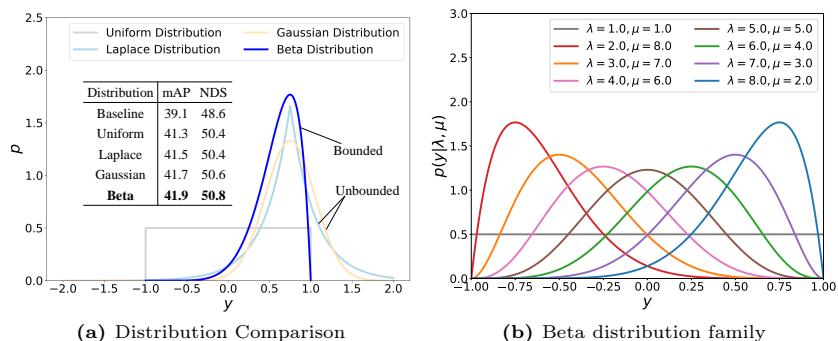 2.5
2.0
1.5
1.0
0.5
0.0
p
Uniform Distribution
Laplace Distribution
Gaussian Distribution
Beta Distribution
Distribution mAP NDS
Baseline 39.1 48.6
Uniform 41.3 50.4
Laplace 41.5 50.4
Gaussian 41.7 50.6
Beta 41.9 50.8
Bounded
Unbounded
−2.0 −1.5 −1.0 −0.5 0.0 0.5 1.0 1.5 2.0
y
(a) Distribution Comparison
3.0
2.5
2.0
1.5
1.0
0.5
0.0
p(y|λ, μ)
λ = 1.0, μ = 1.0
λ = 2.0, μ = 8.0
λ = 3.0, μ = 7.0
λ = 4.0, μ = 6.0
λ = 5.0, μ = 5.0
λ = 6.0, μ = 4.0
λ = 7.0, μ = 3.0
λ = 8.0, μ = 2.0
−1.00 −0.75 −0.50 −0.25 0.00 0.25 0.50 0.75 1.00
y
(b) Beta distribution family